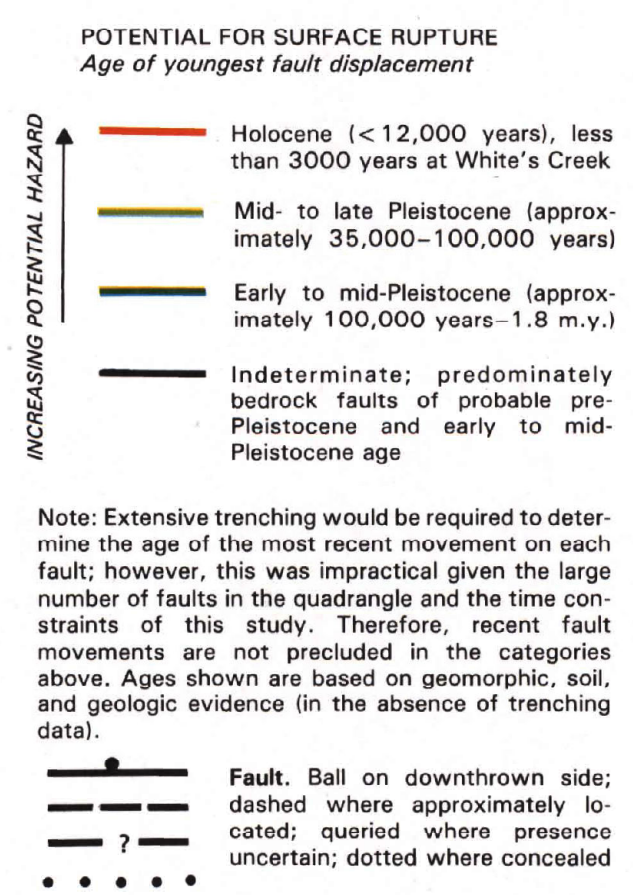 POTENTIAL FOR SURFACE RUPTURE
Age of youngest fault displacement
INCREASING POTENTIAL HAZARD
Holocene (<12,000 years), less
than 3000 years at White's Creek
Mid- to late Pleistocene (approx-
imately 35,000–100,000 years)
Early to mid-Pleistocene (approx-
imately 100,000 years–1.8 m.y.)
Indeterminate; predominately
bedrock faults of probable pre-
Pleistocene and early to mid-
Pleistocene age
Note: Extensive trenching would be required to deter-
mine the age of the most recent movement on each
fault; however, this was impractical given the large
number of faults in the quadrangle and the time con-
straints of this study. Therefore, recent fault
movements are not precluded in the categories
above. Ages shown are based on geomorphic, soil,
and geologic evidence (in the absence of trenching
data).
Fault. Ball on downthrown side;
dashed where approximately lo-
cated; queried where presence
uncertain; dotted where concealed
?